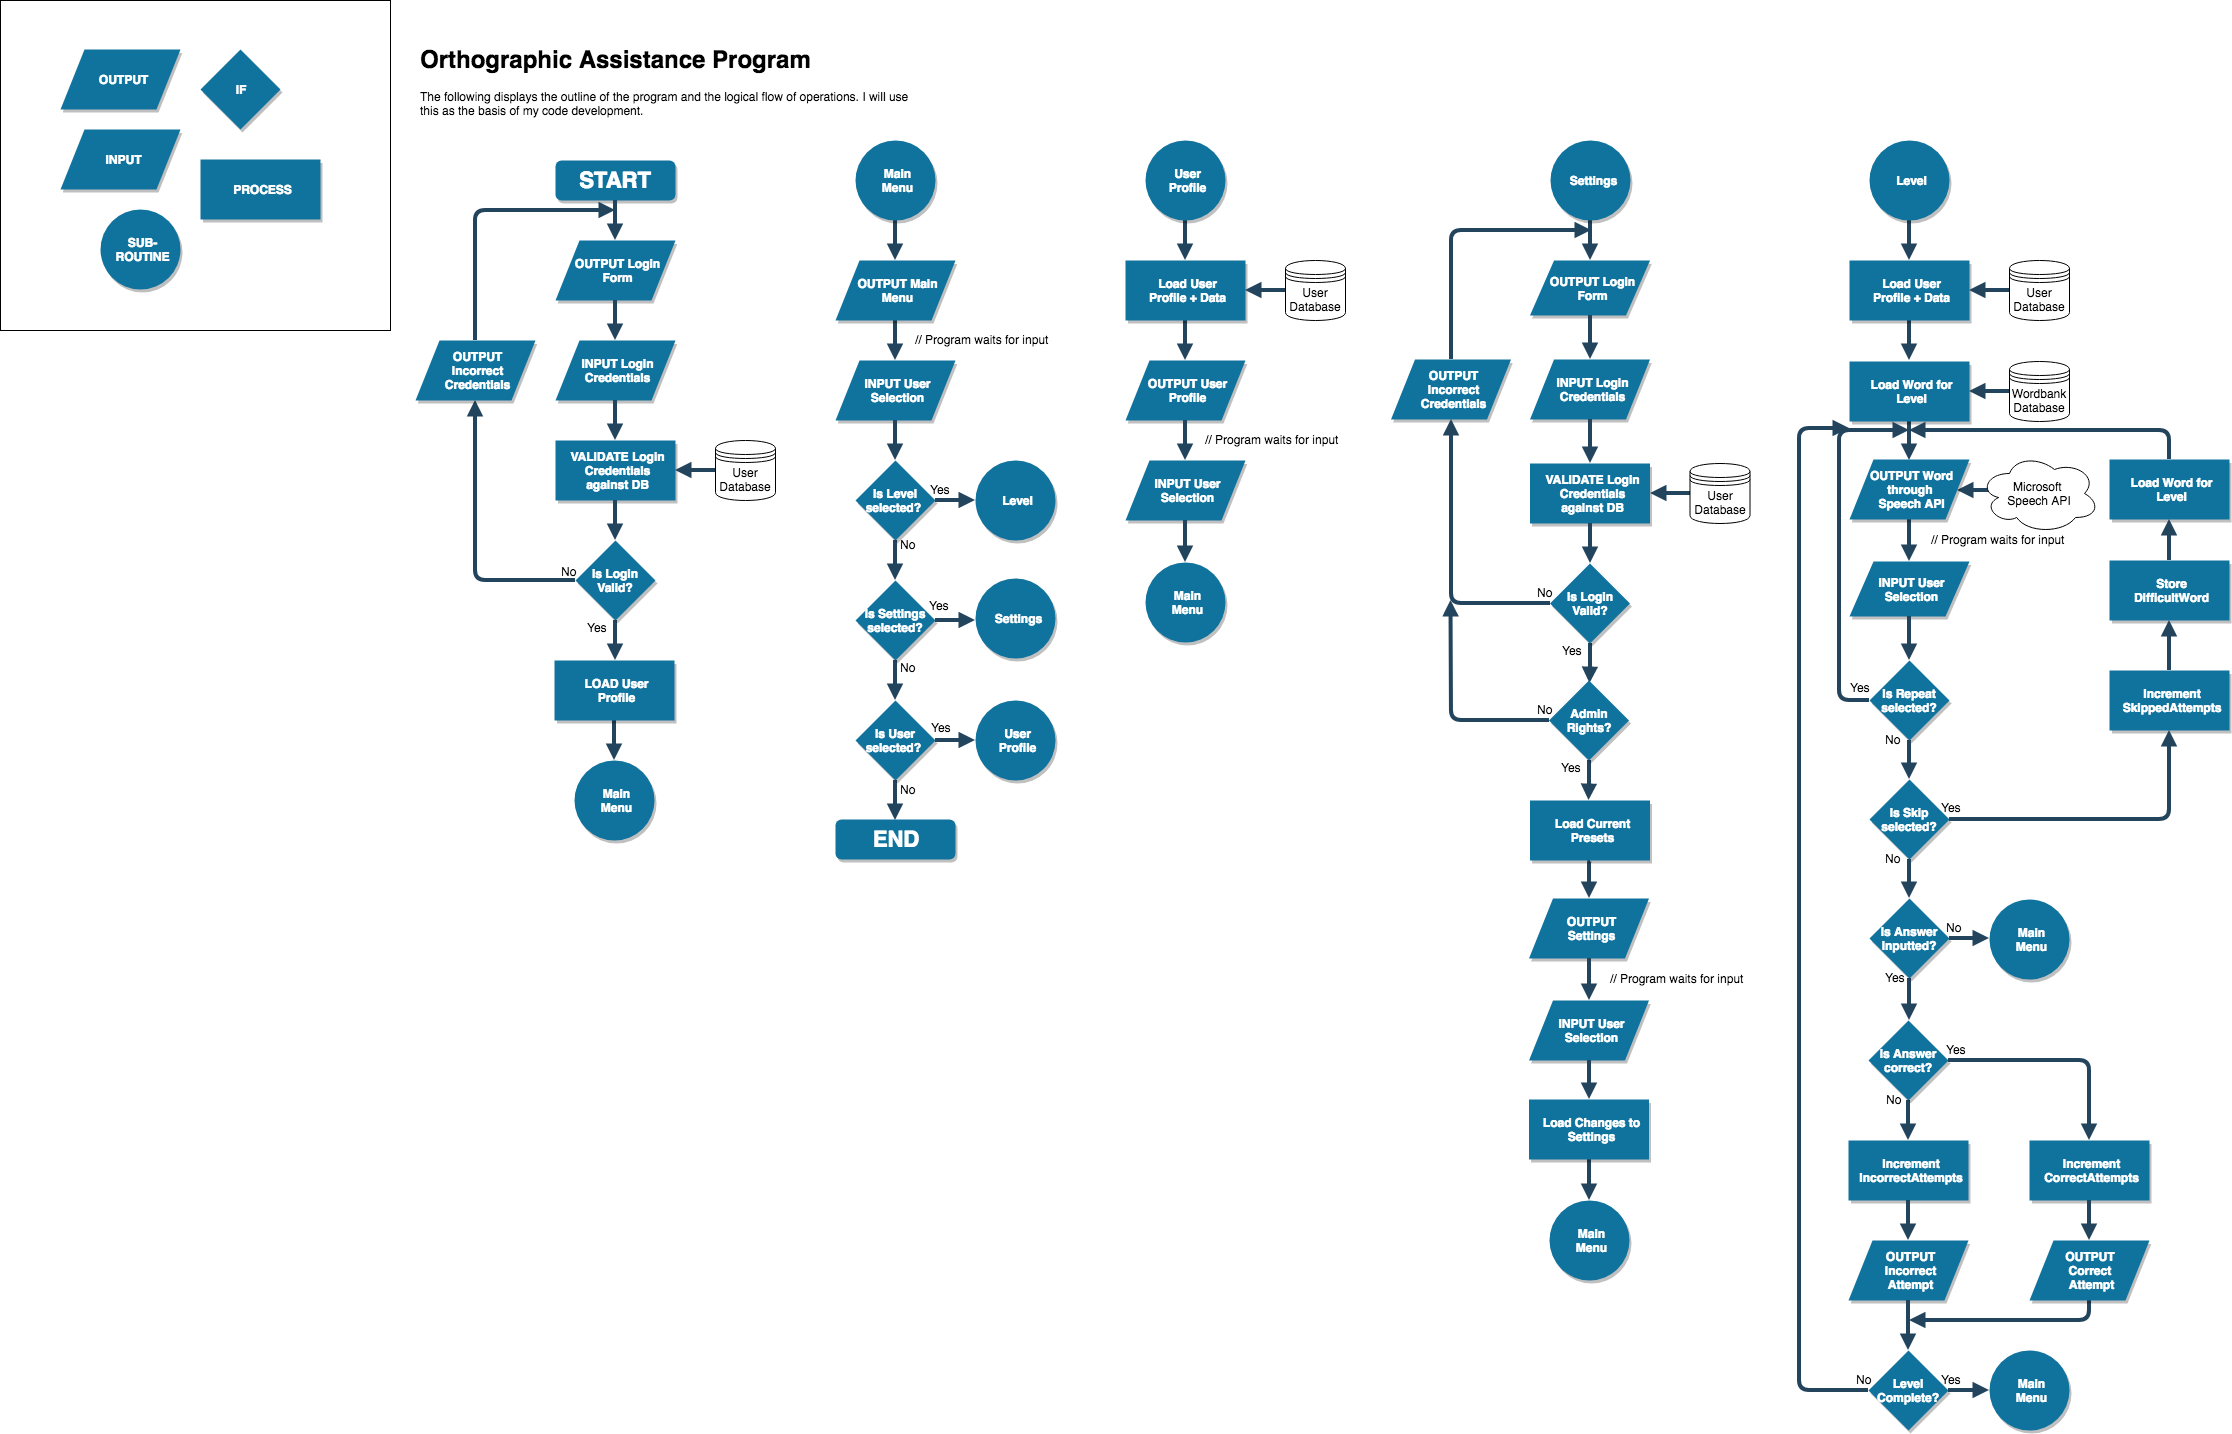 OUTPUT
IF
INPUT
PROCESS
SUB-
ROUTINE
Orthographic Assistance Program
The following displays the outline of the program and the logical flow of operations. I will use
this as the basis of my code development.
START
OUTPUT Login
Form
OUTPUT
Incorrect
Credentials
INPUT Login
Credentials
VALIDATE Login
Credentials
against DB
User
Database
No
Is Login
Valid?
Yes
LOAD User
Profile
Main
Menu
Main
Menu
OUTPUT Main
Menu
// Program waits for input
INPUT User
Selection
Is Level
selected?
Yes
Level
No
Is Settings
selected?
Yes
Settings
No
Is User
selected?
Yes
User
Profile
No
END
User
Profile
Load User
Profile + Data
User
Database
OUTPUT User
Profile
// Program waits for input
INPUT User
Selection
Main
Menu
Settings
OUTPUT Login
Form
OUTPUT
Incorrect
Credentials
INPUT Login
Credentials
VALIDATE Login
Credentials
against DB
User
Database
No
Is Login
Valid?
Yes
No
Admin
Rights?
Yes
Load Current
Presets
OUTPUT
Settings
// Program waits for input
INPUT User
Selection
Load Changes to
Settings
Main
Menu
Level
Load User
Profile + Data
User
Database
Load Word for
Level
Wordbank
Database
OUTPUT Word
through
Speech API
Microsoft
Speech API
Load Word for
Level
// Program waits for input
INPUT User
Selection
Store
DifficultWord
Yes
Is Repeat
selected?
Increment
SkippedAttempts
No
Is Skip
selected?
Yes
No
Is Answer
Inputted?
No
Main
Menu
Yes
Is Answer
correct?
Yes
No
Increment
IncorrectAttempts
Increment
CorrectAttempts
OUTPUT
Incorrect
Attempt
OUTPUT
Correct
Attempt
No
Level
Complete?
Yes
Main
Menu